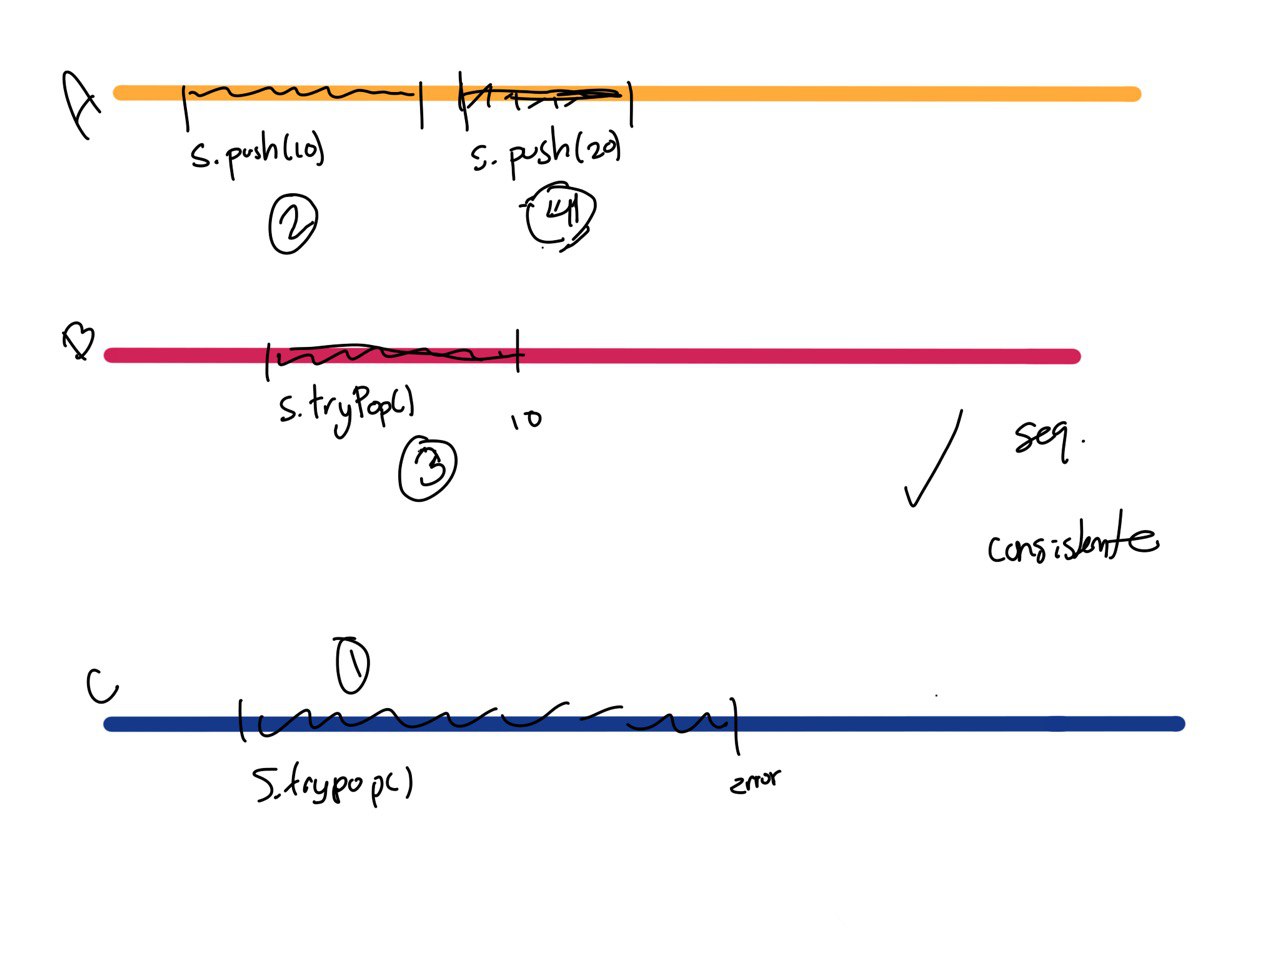 A
s.push(10)
s.push(20)
2
4
B
s.tryPop()
10
3
seq.
consistente
1
C
S.trypop()
error